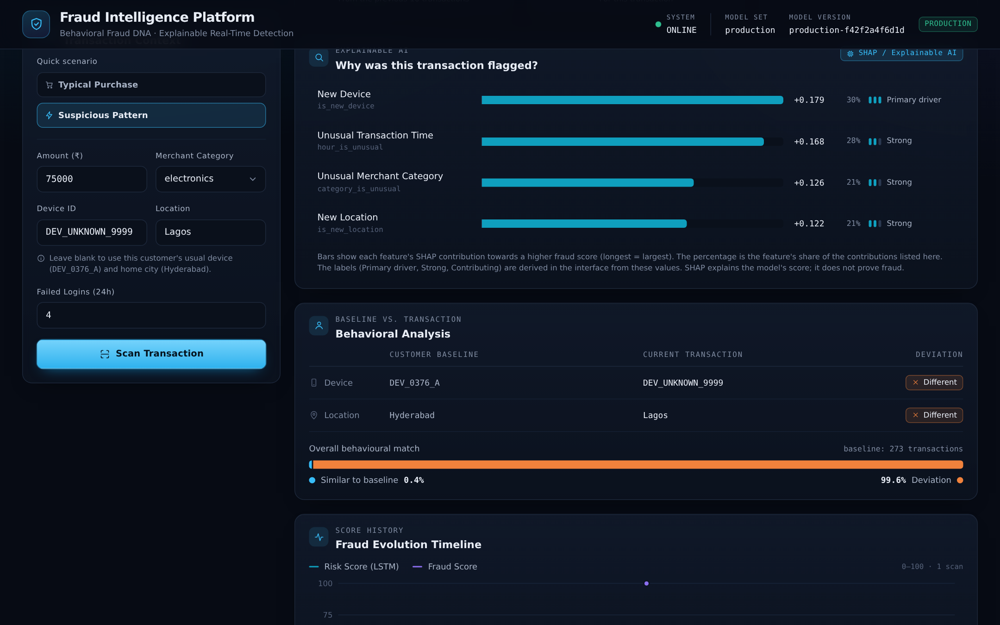 Fraud Intelligence Platform
Behavioral Fraud DNA · Explainable Real-Time Detection
SYSTEM
ONLINE
MODEL SET
production
MODEL VERSION
production-f42f2a4f6d1d
PRODUCTION
Transaction Context
Quick scenario
Typical Purchase
Suspicious Pattern
Amount (₹)
Merchant Category
75000
electronics
Device ID
Location
DEV_UNKNOWN_9999
Lagos
Leave blank to use this customer's usual device
(DEV_0376_A) and home city (Hyderabad).
Failed Logins (24h)
4
Scan Transaction
EXPLAINABLE AI
Why was this transaction flagged?
SHAP / Explainable AI
New Device
is_new_device
+0.179
30%
Primary driver
Unusual Transaction Time
hour_is_unusual
+0.168
28%
Strong
Unusual Merchant Category
category_is_unusual
+0.126
21%
Strong
New Location
is_new_location
+0.122
21%
Strong
Bars show each feature's SHAP contribution towards a higher fraud score (longest = largest). The percentage is the feature's share of the contributions listed here.
The labels (Primary driver, Strong, Contributing) are derived in the interface from these values. SHAP explains the model's score; it does not prove fraud.
BASELINE VS. TRANSACTION
Behavioral Analysis
CUSTOMER BASELINE
CURRENT TRANSACTION
DEVIATION
Device
DEV_0376_A
DEV_UNKNOWN_9999
Different
Location
Hyderabad
Lagos
Different
Overall behavioural match
baseline: 273 transactions
Similar to baseline 0.4%
99.6% Deviation
SCORE HISTORY
Fraud Evolution Timeline
Risk Score (LSTM)
Fraud Score
0–100 · 1 scan
100
75